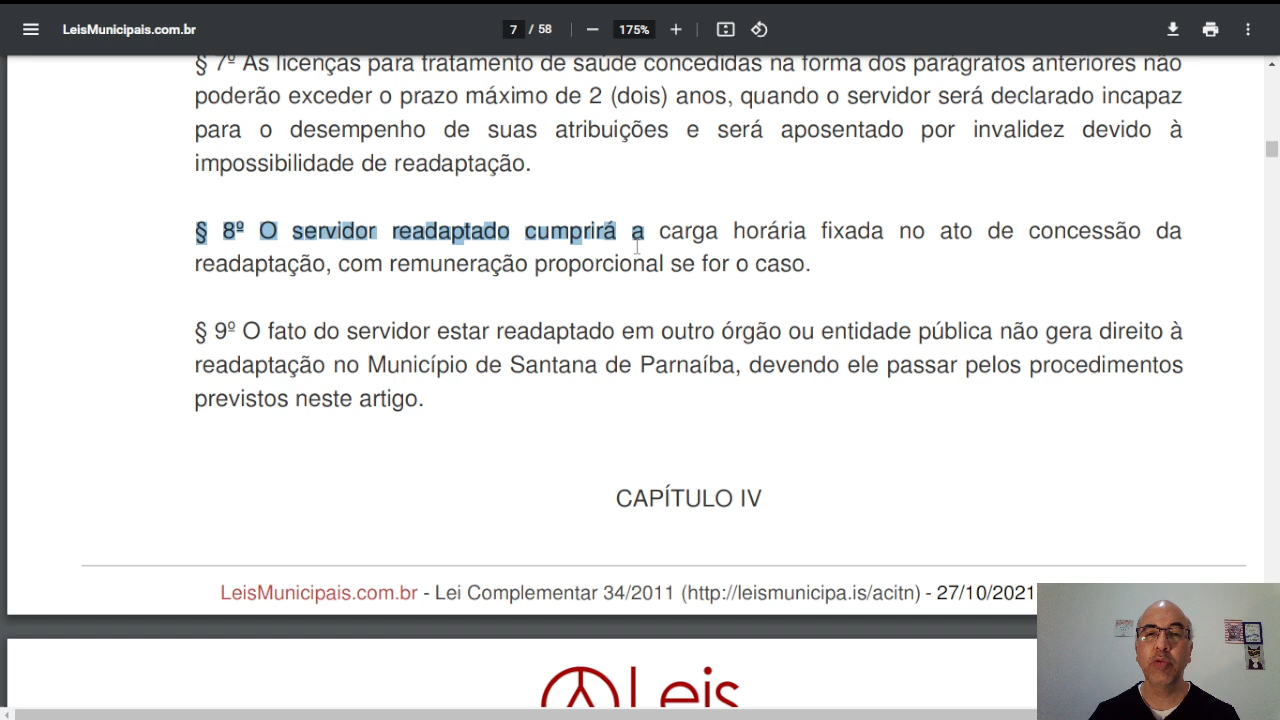 LeisMunicipais.com.br
7 / 58
175%
§ 7º As licenças para tratamento de saúde concedidas na forma dos parágrafos anteriores não
poderão exceder o prazo máximo de 2 (dois) anos, quando o servidor será declarado incapaz
para o desempenho de suas atribuições e será aposentado por invalidez devido à
impossibilidade de readaptação.
§ 8º O servidor readaptado cumprirá a carga horária fixada no ato de concessão da
readaptação, com remuneração proporcional se for o caso.
§ 9º O fato do servidor estar readaptado em outro órgão ou entidade pública não gera direito à
readaptação no Município de Santana de Parnaíba, devendo ele passar pelos procedimentos
previstos neste artigo.
CAPÍTULO IV
LeisMunicipais.com.br - Lei Complementar 34/2011 (http://leismunicipa.is/acitn) - 27/10/2021
Leis